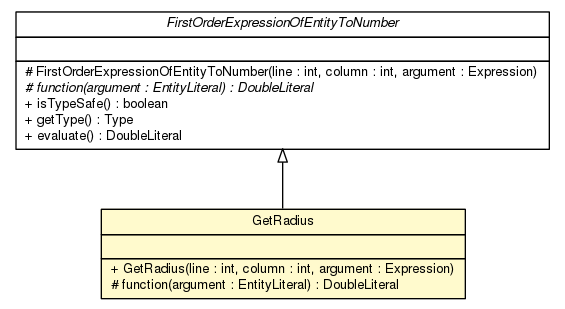 FirstOrderExpressionOfEntityToNumber
# FirstOrderExpressionOfEntityToNumber(line : int, column : int, argument : Expression)
# function(argument : EntityLiteral) : DoubleLiteral
+ isTypeSafe() : boolean
+ getType() : Type
+ evaluate() : DoubleLiteral
GetRadius
+ GetRadius(line : int, column : int, argument : Expression)
# function(argument : EntityLiteral) : DoubleLiteral